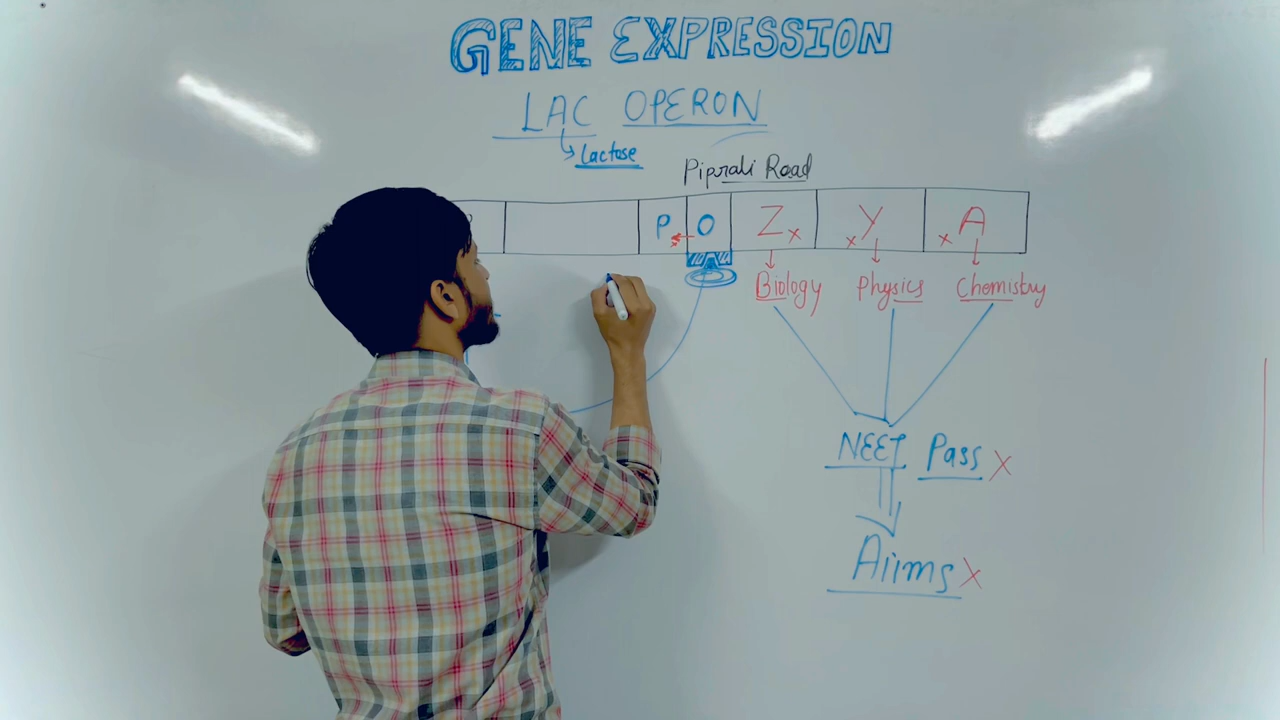 GENE EXPRESSION
LAC OPERON
Lactose
Piprali Road
P O Z x x Y x A
Biology Physics Chemistry
NEET Pass x
Aiims x